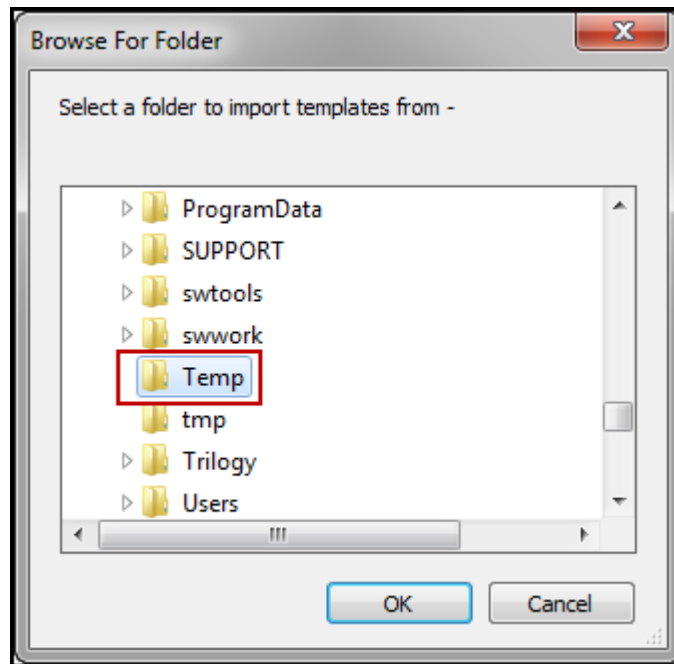 Browse For Folder
Select a folder to import templates from -
ProgramData
SUPPORT
swtools
swwork
Temp
tmp
Trilogy
Users
OK Cancel